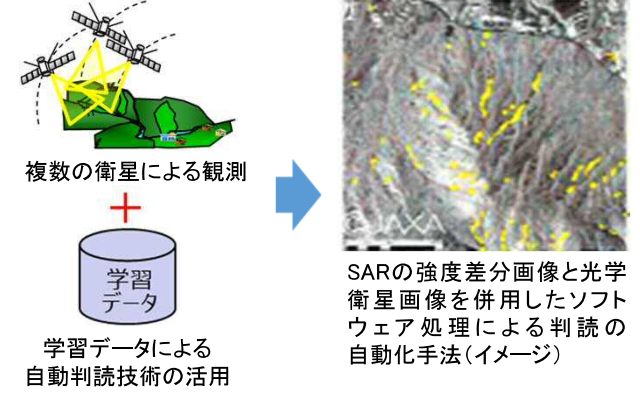 複数の衛星による観測
+
学習
データ
学習データによる
自動判読技術の活用
JAXA
SARの強度差分画像と光学
衛星画像を併用したソフト
ウェア処理による判読の
自動化手法(イメージ)